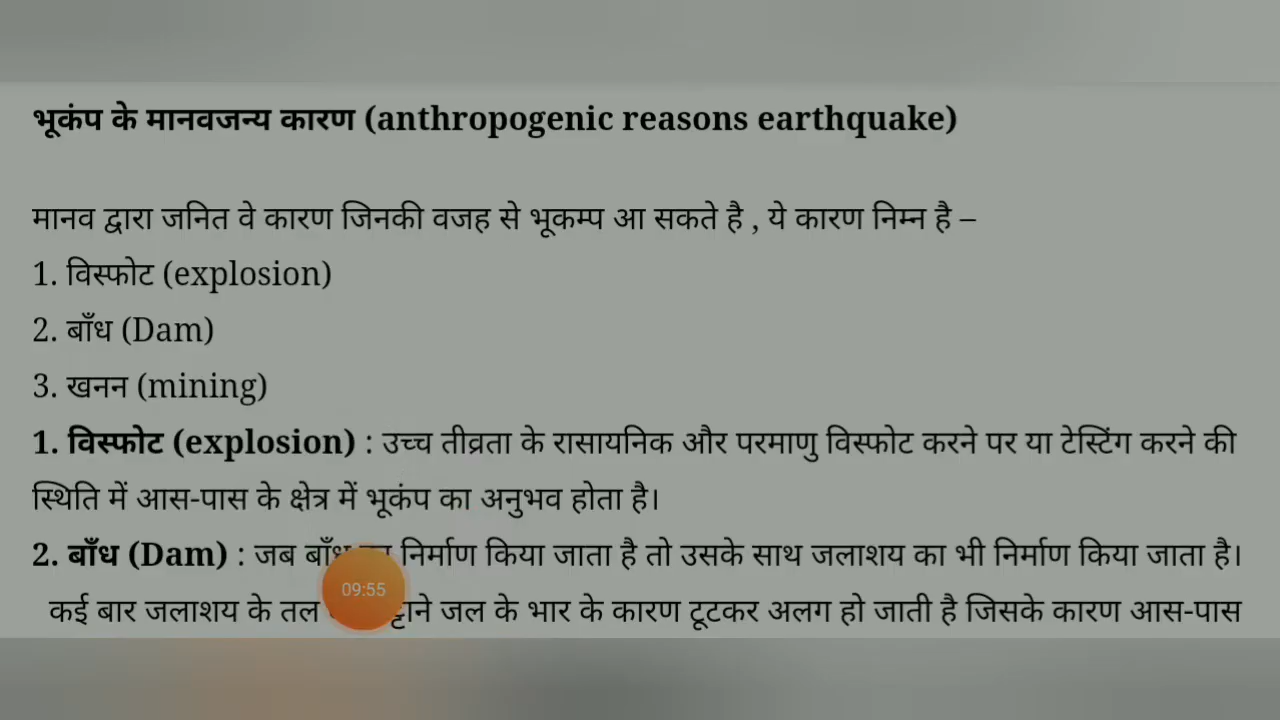 भूकंप के मानवजन्य कारण (anthropogenic reasons earthquake)
मानव द्वारा जनित वे कारण जिनकी वजह से भूकम्प आ सकते है , ये कारण निम्न है –
1. विस्फोट (explosion)
2. बाँध (Dam)
3. खनन (mining)
1. विस्फोट (explosion) : उच्च तीव्रता के रासायनिक और परमाणु विस्फोट करने पर या टेस्टिंग करने की
स्थिति में आस-पास के क्षेत्र में भूकंप का अनुभव होता है।
2. बाँध (Dam) : जब बाँध निर्माण किया जाता है तो उसके साथ जलाशय का भी निर्माण किया जाता है।
09:55
कई बार जलाशय के तल जल के भार के कारण टूटकर अलग हो जाती है जिसके कारण आस-पास